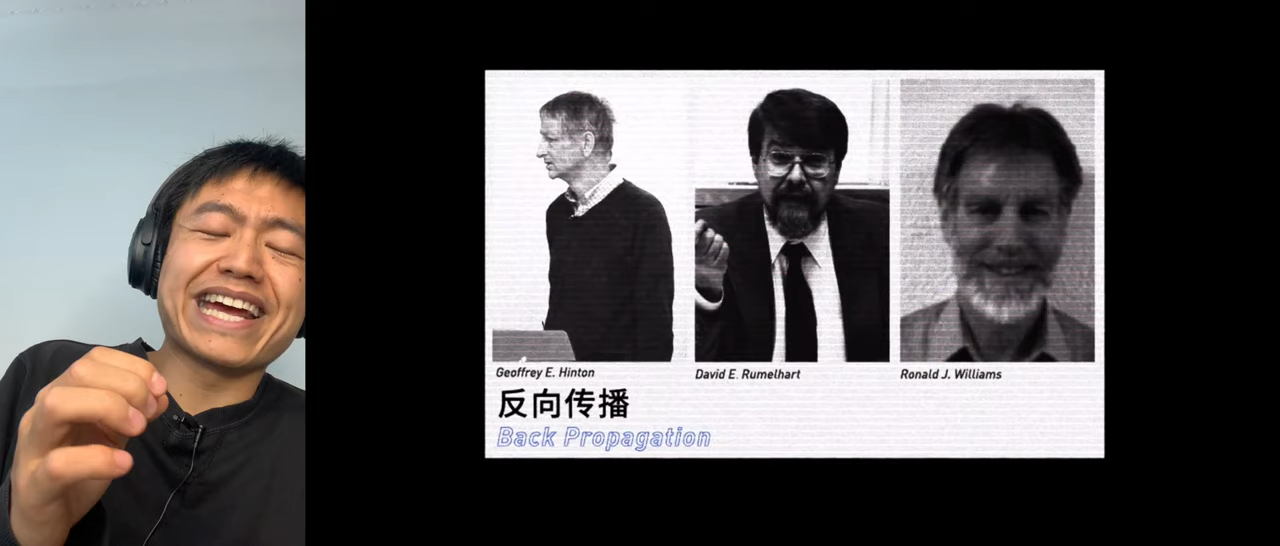 Geoffrey E. Hinton
David E. Rumelhart
Ronald J. Williams
反向传播
Back Propagation